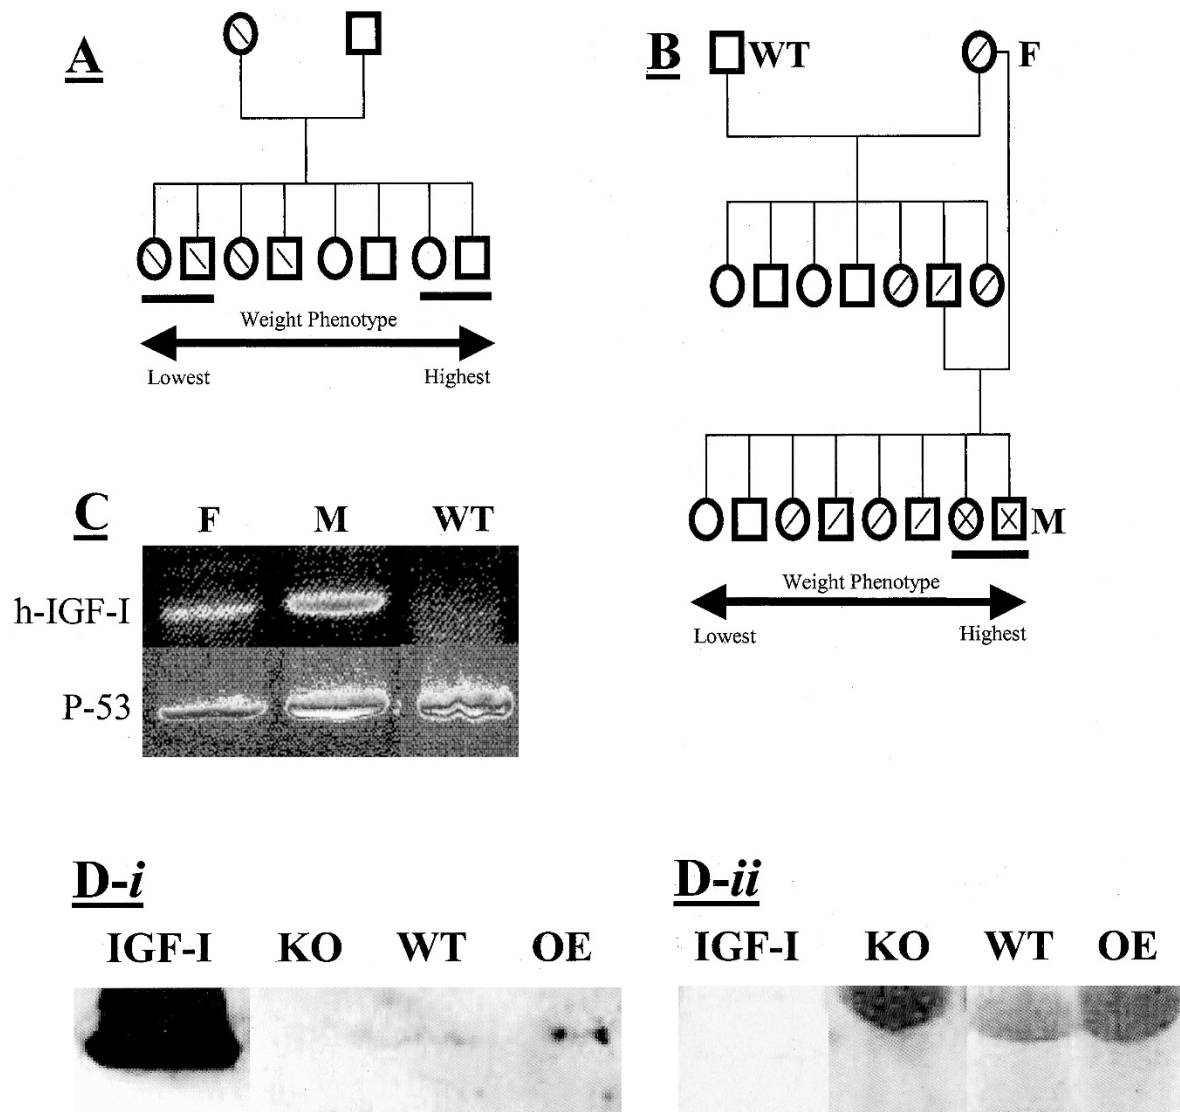 A
Weight Phenotype
Lowest Highest
B WT F
M
Weight Phenotype
Lowest Highest
C
F M WT
h-IGF-I
P-53
D-i
IGF-I KO WT OE
D-ii
IGF-I KO WT OE